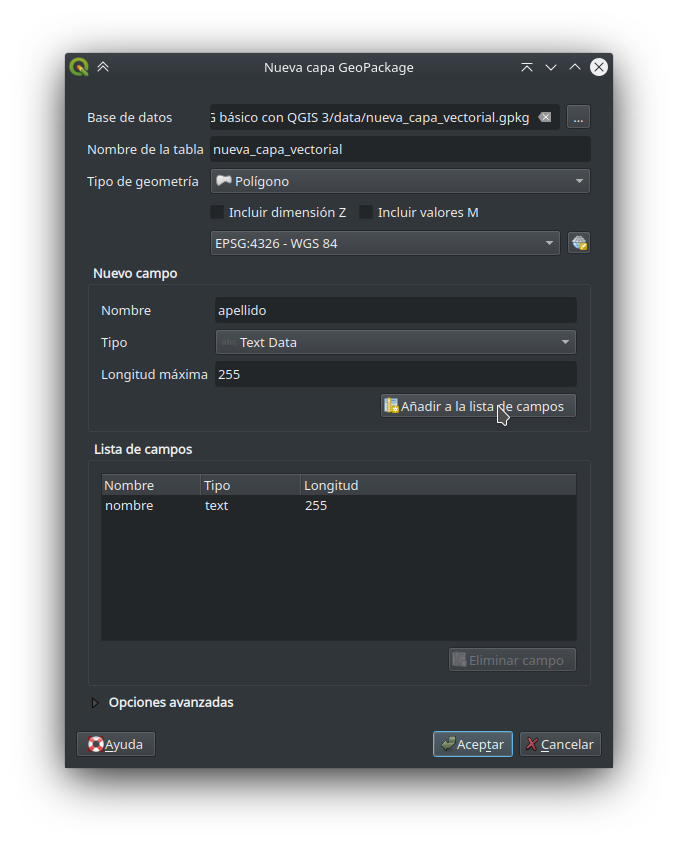 Nueva capa GeoPackage
Base de datos G básico con QGIS 3/data/nueva_capa_vectorial.gpkg ...
Nombre de la tabla nueva_capa_vectorial
Tipo de geometría Polígono
Incluir dimensión Z Incluir valores M
EPSG:4326 - WGS 84
Nuevo campo
Nombre apellido
Tipo abc Text Data
Longitud máxima 255
Añadir a la lista de campos
Lista de campos
Nombre Tipo Longitud
nombre text 255
Eliminar campo
Opciones avanzadas
Ayuda Aceptar Cancelar